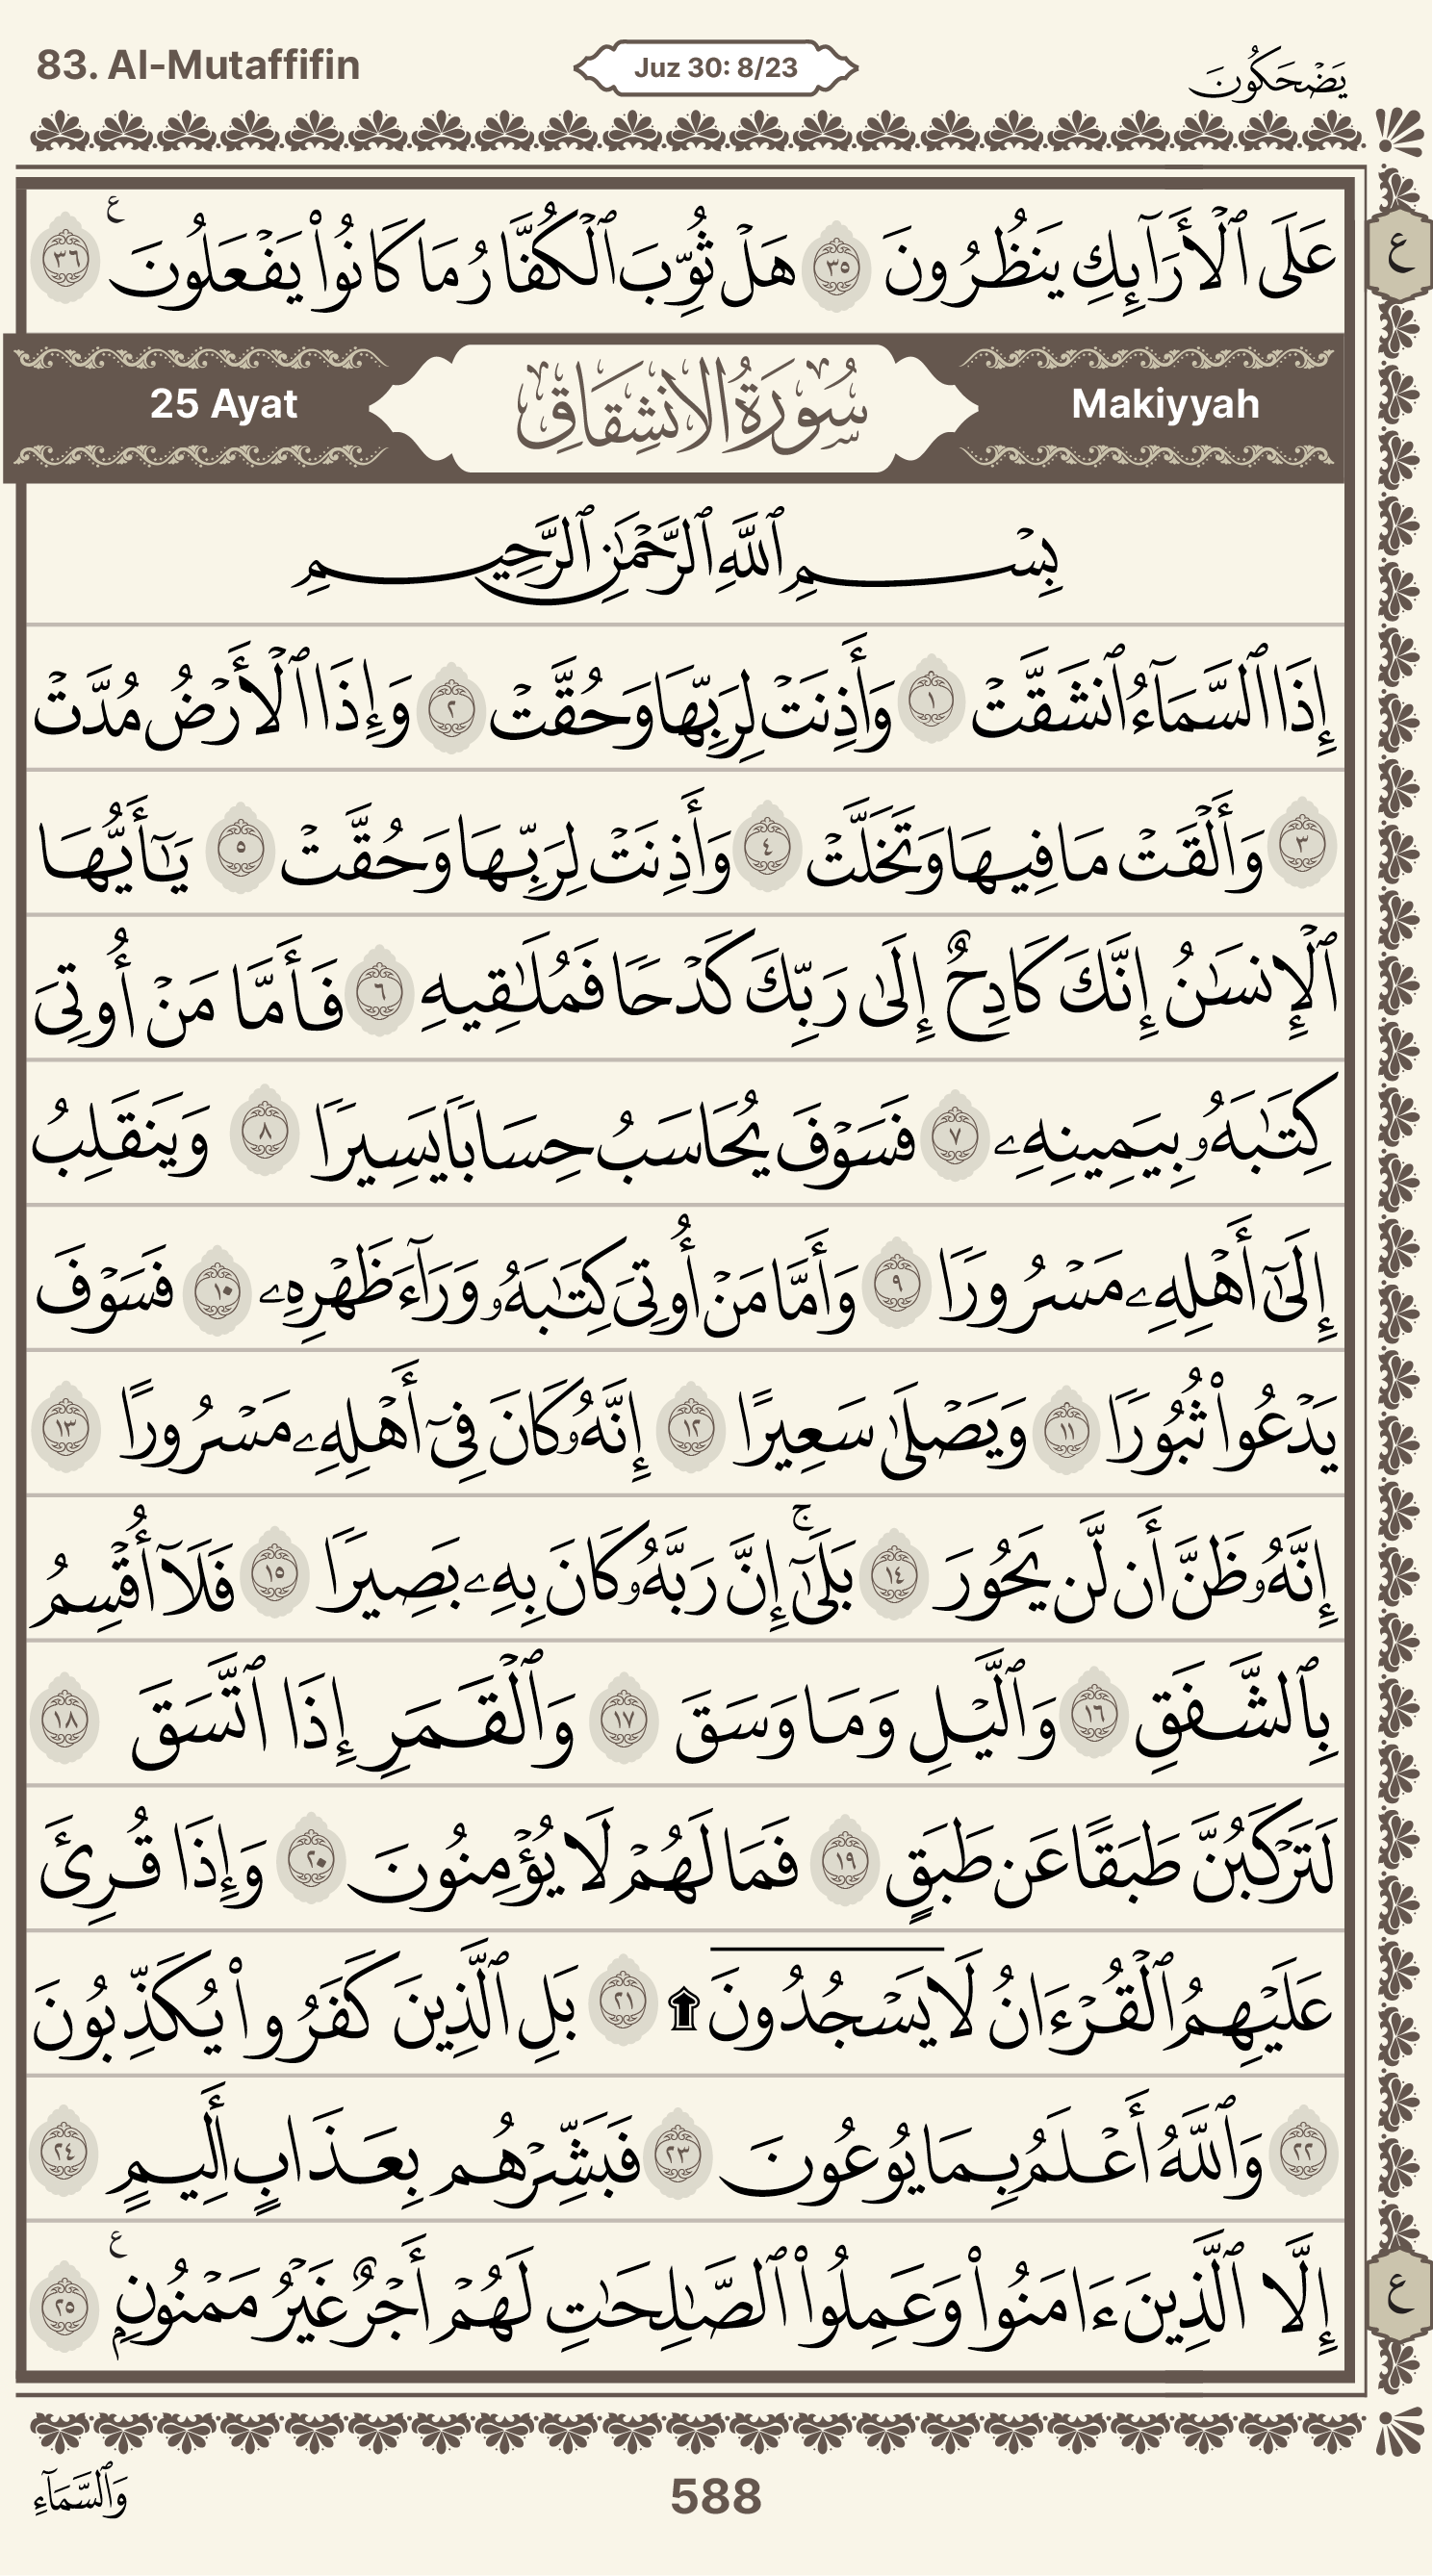 83. Al-Mutaffifin
Juz 30: 8/23
يَضْحَكُونَ
عَلَى ٱلْأَرَآئِكِ يَنظُرُونَ ٣٥ هَلْ ثُوِّبَ ٱلْكُفَّارُ مَا كَانُوا۟ يَفْعَلُونَ ۧ ٣٦
ع
25 Ayat
سُورَةُ الانشِقَاقِ
Makiyyah
بِسْمِ ٱللَّهِ ٱلرَّحْمَٰنِ ٱلرَّحِيمِ
إِذَا ٱلسَّمَآءُ ٱنشَقَّتْ ١ وَأَذِنَتْ لِرَبِّهَا وَحُقَّتْ ٢ وَإِذَا ٱلْأَرْضُ مُدَّتْ
٣ وَأَلْقَتْ مَا فِيهَا وَتَخَلَّتْ ٤ وَأَذِنَتْ لِرَبِّهَا وَحُقَّتْ ٥ يَٰٓأَيُّهَا
ٱلْإِنسَٰنُ إِنَّكَ كَادِحٌ إِلَىٰ رَبِّكَ كَدْحًا فَمُلَٰقِيهِ ٦ فَأَمَّا مَنْ أُوتِىَ
كِتَٰبَهُۥ بِيَمِينِهِۦ ٧ فَسَوْفَ يُحَاسَبُ حِسَابًا يَسِيرًا ٨ وَيَنقَلِبُ
إِلَىٰٓ أَهْلِهِۦ مَسْرُورًا ٩ وَأَمَّا مَنْ أُوتِىَ كِتَٰبَهُۥ وَرَآءَ ظَهْرِهِۦ ١٠ فَسَوْفَ
يَدْعُوا۟ ثُبُورًا ١١ وَيَصْلَىٰ سَعِيرًا ١٢ إِنَّهُۥ كَانَ فِىٓ أَهْلِهِۦ مَسْرُورًا ١٣
إِنَّهُۥ ظَنَّ أَن لَّن يَحُورَ ١٤ بَلَىٰٓۚ إِنَّ رَبَّهُۥ كَانَ بِهِۦ بَصِيرًا ١٥ فَلَآ أُقْسِمُ
بِٱلشَّفَقِ ١٦ وَٱلَّيْلِ وَمَا وَسَقَ ١٧ وَٱلْقَمَرِ إِذَا ٱتَّسَقَ ١٨
لَتَرْكَبُنَّ طَبَقًا عَن طَبَقٍ ١٩ فَمَا لَهُمْ لَا يُؤْمِنُونَ ٢٠ وَإِذَا قُرِئَ
عَلَيْهِمُ ٱلْقُرْءَانُ لَا يَسْجُدُونَ ۩ ٢١ بَلِ ٱلَّذِينَ كَفَرُوا۟ يُكَذِّبُونَ
٢٢ وَٱللَّهُ أَعْلَمُ بِمَا يُوعُونَ ٢٣ فَبَشِّرْهُم بِعَذَابٍ أَلِيمٍ ٢٤
إِلَّا ٱلَّذِينَ ءَامَنُوا۟ وَعَمِلُوا۟ ٱلصَّٰلِحَٰتِ لَهُمْ أَجْرٌ غَيْرُ مَمْنُونٍۭ ٢٥
ع
وَٱلسَّمَآءِ
588